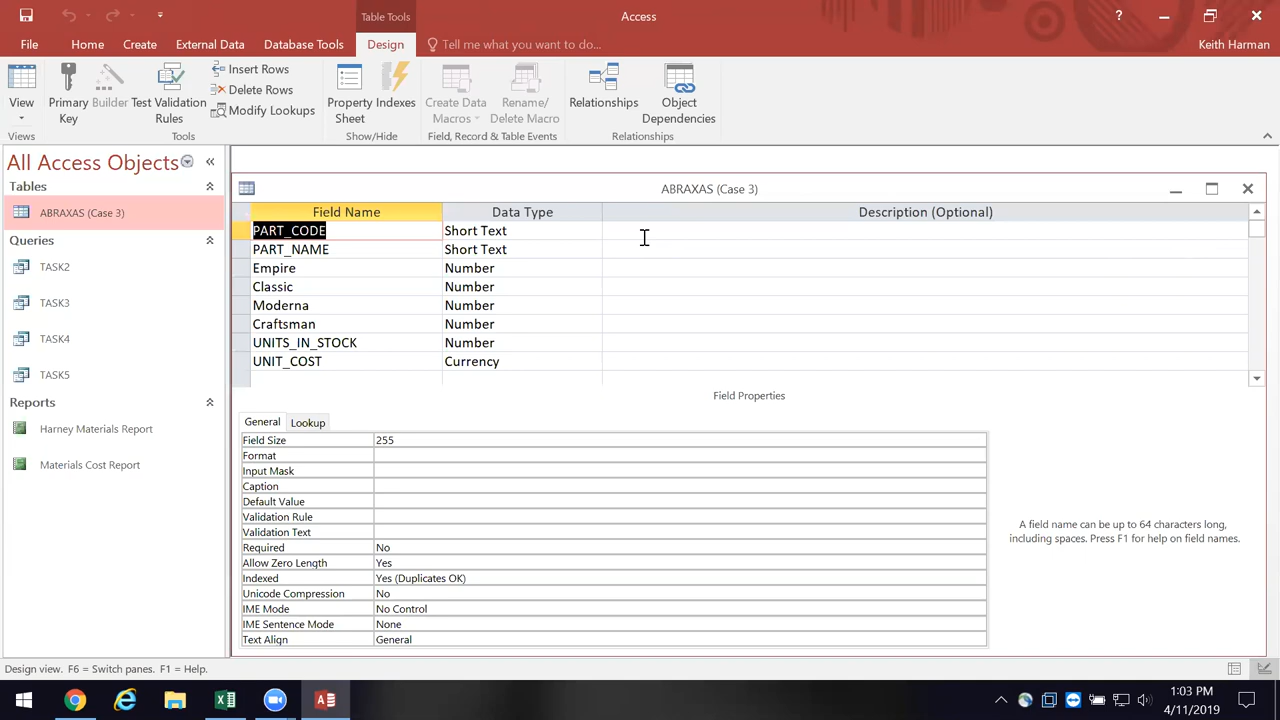 Table Tools
Access
?
File
Home
Create
External Data
Database Tools
Design
Tell me what you want to do...
Keith Harman
View
Primary Key
Builder
Test Validation Rules
Insert Rows
Delete Rows
Modify Lookups
Property Sheet
Indexes
Create Data Macros
Rename/ Delete Macro
Relationships
Object Dependencies
Views
Tools
Show/Hide
Field, Record & Table Events
Relationships
All Access Objects
Tables
ABRAXAS (Case 3)
Queries
TASK2
TASK3
TASK4
TASK5
Reports
Harney Materials Report
Materials Cost Report
ABRAXAS (Case 3)
Field Name Data Type Description (Optional)
PART_CODE Short Text
PART_NAME Short Text
Empire Number
Classic Number
Moderna Number
Craftsman Number
UNITS_IN_STOCK Number
UNIT_COST Currency
Field Properties
General Lookup
Field Size 255
Format
Input Mask
Caption
Default Value
Validation Rule
Validation Text
Required No
Allow Zero Length Yes
Indexed Yes (Duplicates OK)
Unicode Compression No
IME Mode No Control
IME Sentence Mode None
Text Align General
A field name can be up to 64 characters long,
including spaces. Press F1 for help on field names.
Design view. F6 = Switch panes. F1 = Help.
1:03 PM
4/11/2019